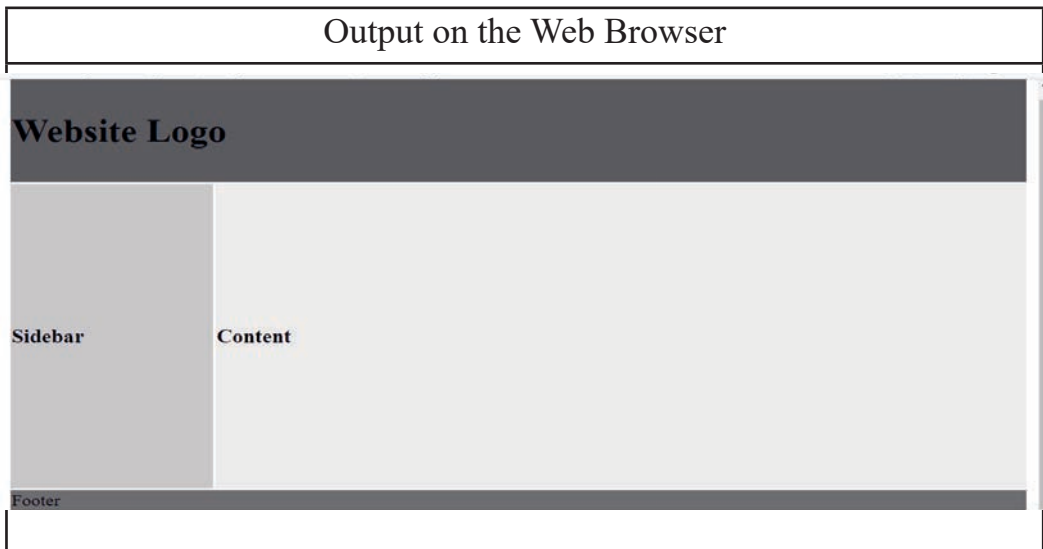 Output on the Web Browser
Website Logo
Sidebar
Content
Footer